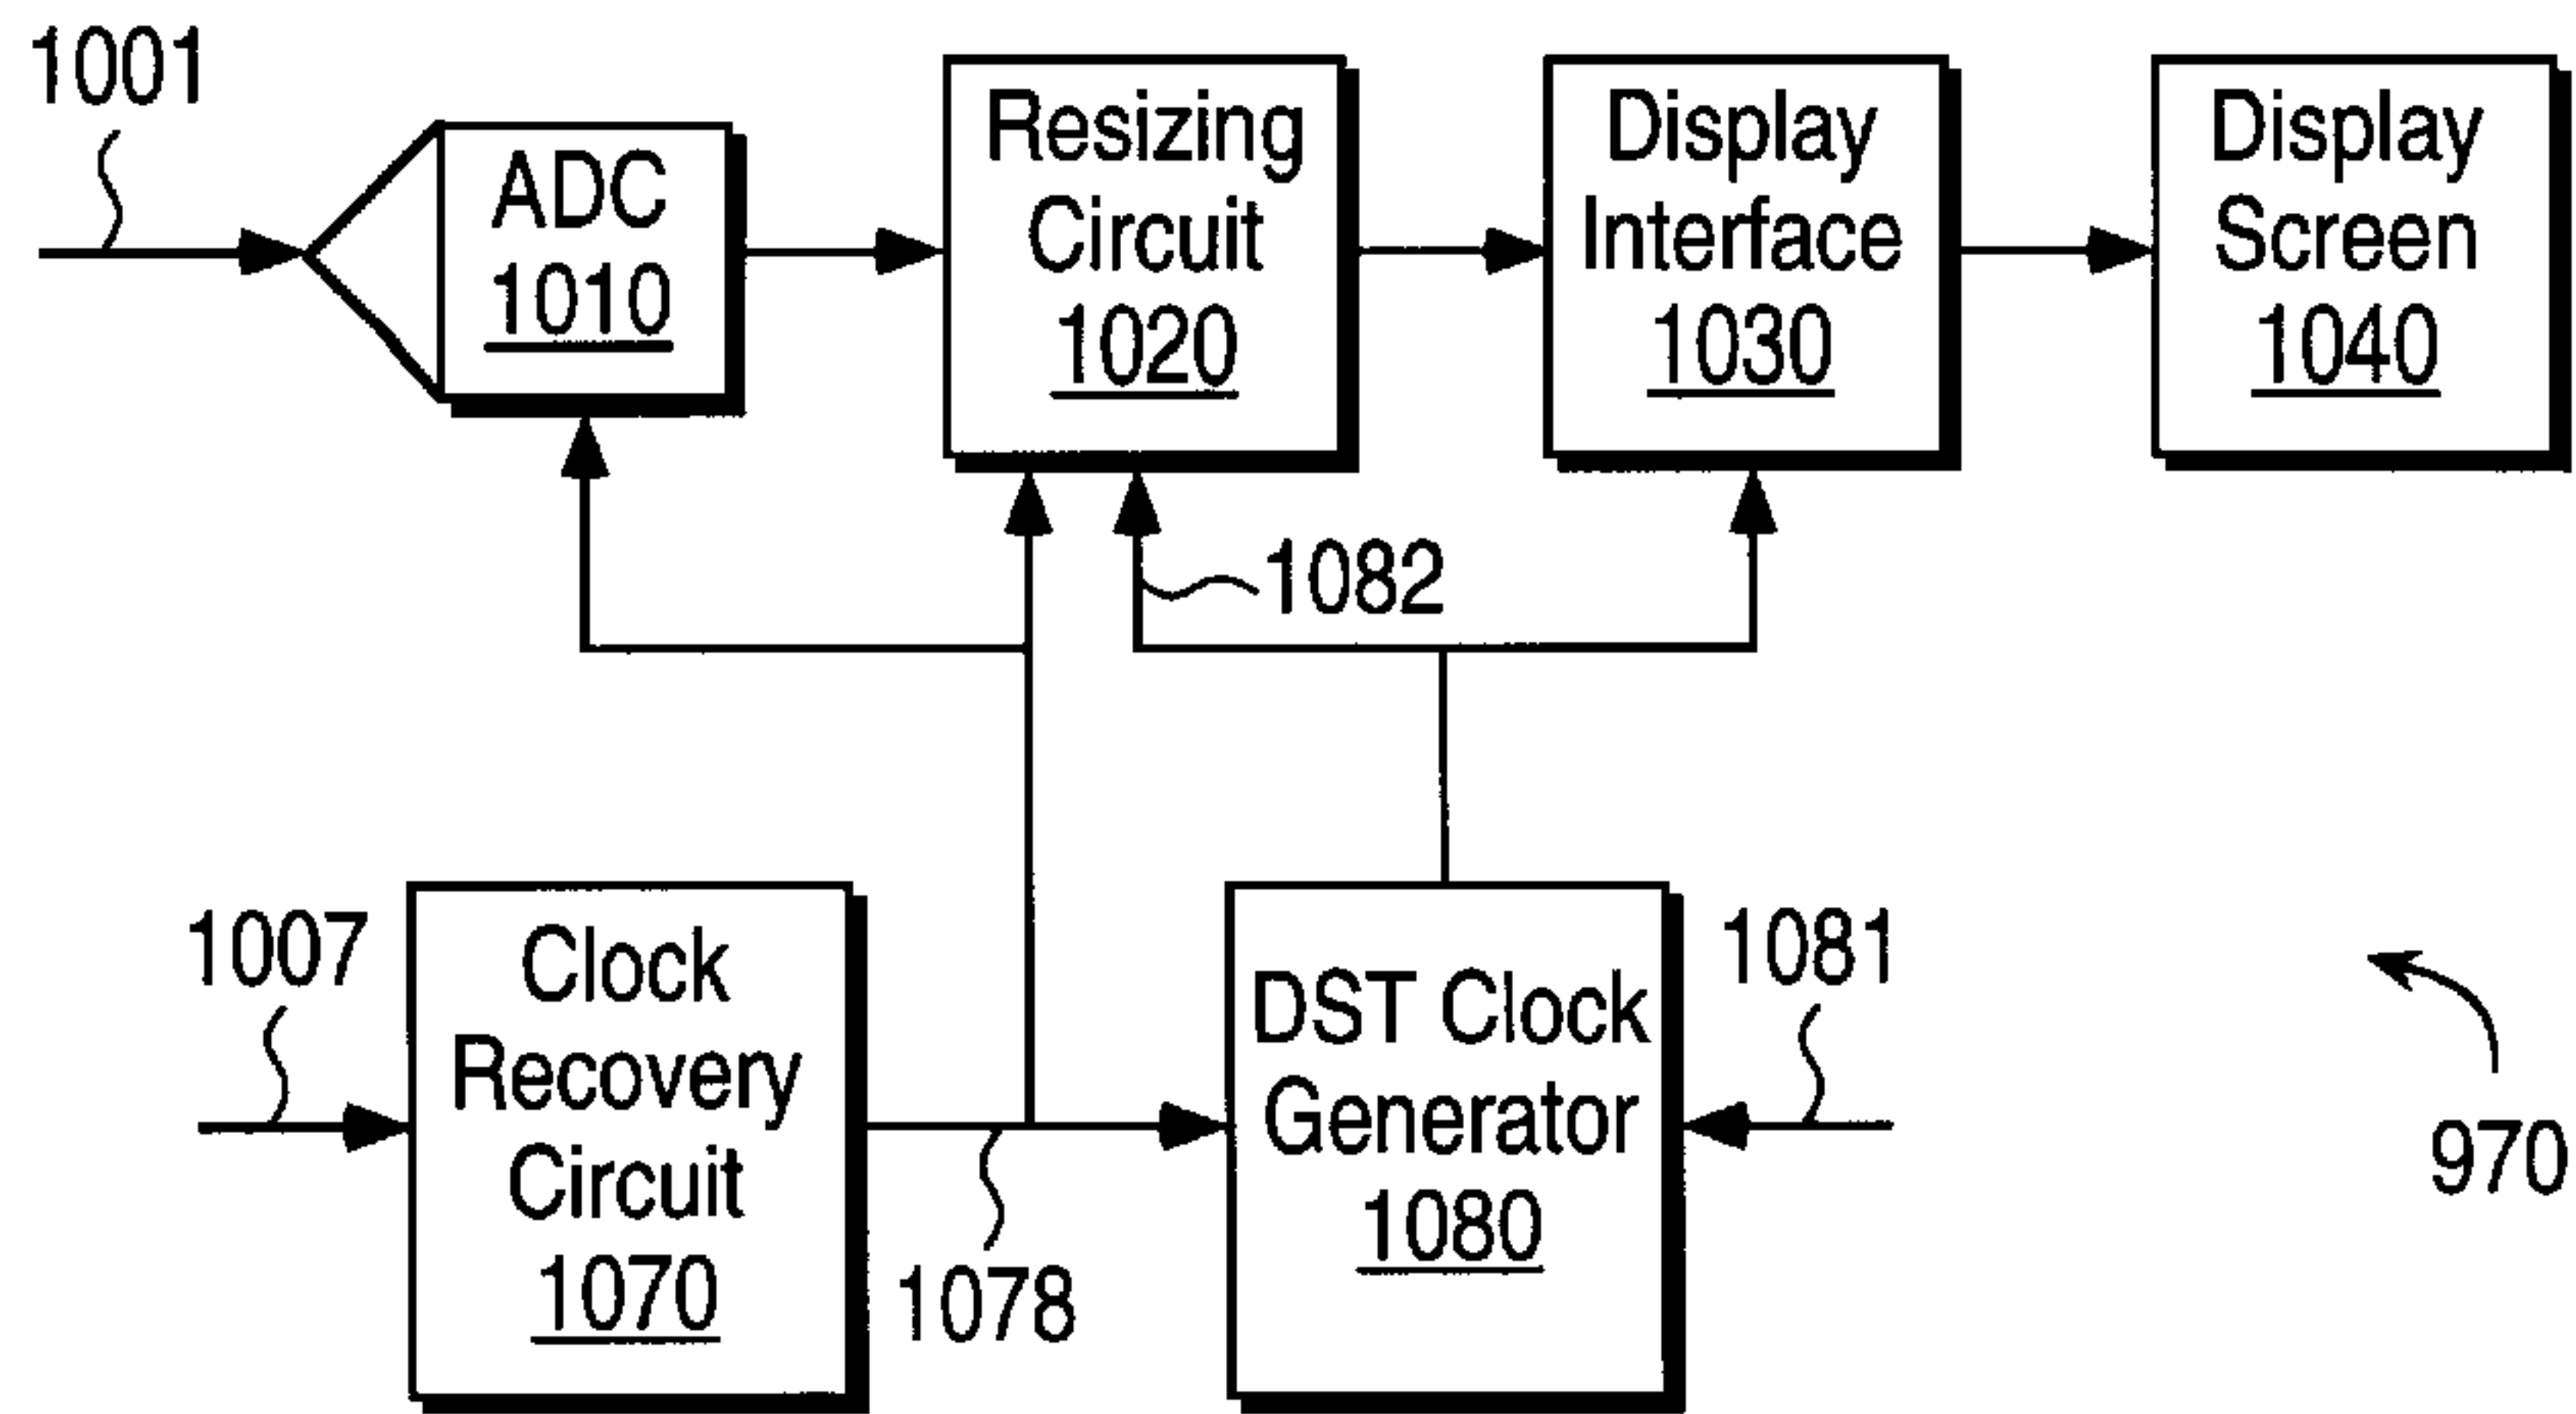 1001
ADC
1010
Resizing
Circuit
1020
Display
Interface
1030
Display
Screen
1040
1082
1007
Clock
Recovery
Circuit
1070
1078
DST Clock
Generator
1080
1081
970